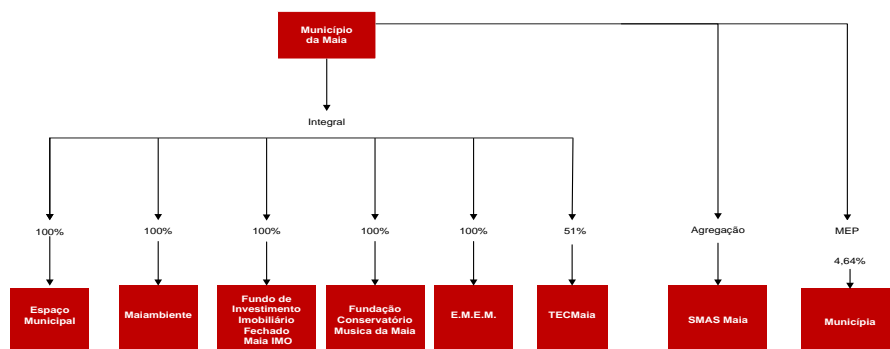 Município
da Maia
Integral
100%
100%
100%
100%
100%
51%
Agregação
MEP
4,64%
Espaço
Municipal
Maiambiente
Fundo de
Investimento
Imobiliário
Fechado
Maia IMO
Fundação
Conservatório
Musica da Maia
E.M.E.M.
TECMaia
SMAS Maia
Municípia